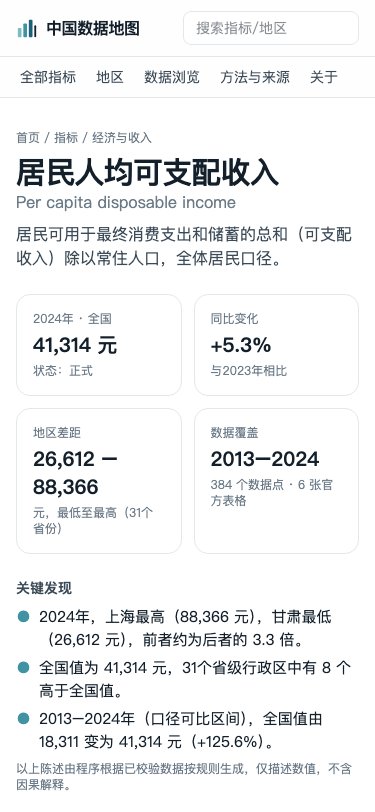 中国数据地图
搜索指标/地区
全部指标 地区 数据浏览 方法与来源 关于
首页 / 指标 / 经济与收入
居民人均可支配收入
Per capita disposable income
居民可用于最终消费支出和储蓄的总和（可支配
收入）除以常住人口，全体居民口径。
2024年 · 全国
41,314 元
状态：正式
同比变化
+5.3%
与2023年相比
地区差距
26,612 —
88,366
元，最低至最高（31个
省份）
数据覆盖
2013—2024
384 个数据点 · 6 张官
方表格
关键发现
2024年，上海最高（88,366 元），甘肃最低
（26,612 元），前者约为后者的 3.3 倍。
全国值为 41,314 元，31个省级行政区中有 8 个
高于全国值。
2013—2024年（口径可比区间），全国值由
18,311 变为 41,314 元（+125.6%）。
以上陈述由程序根据已校验数据按规则生成，仅描述数值，不含
因果解释。